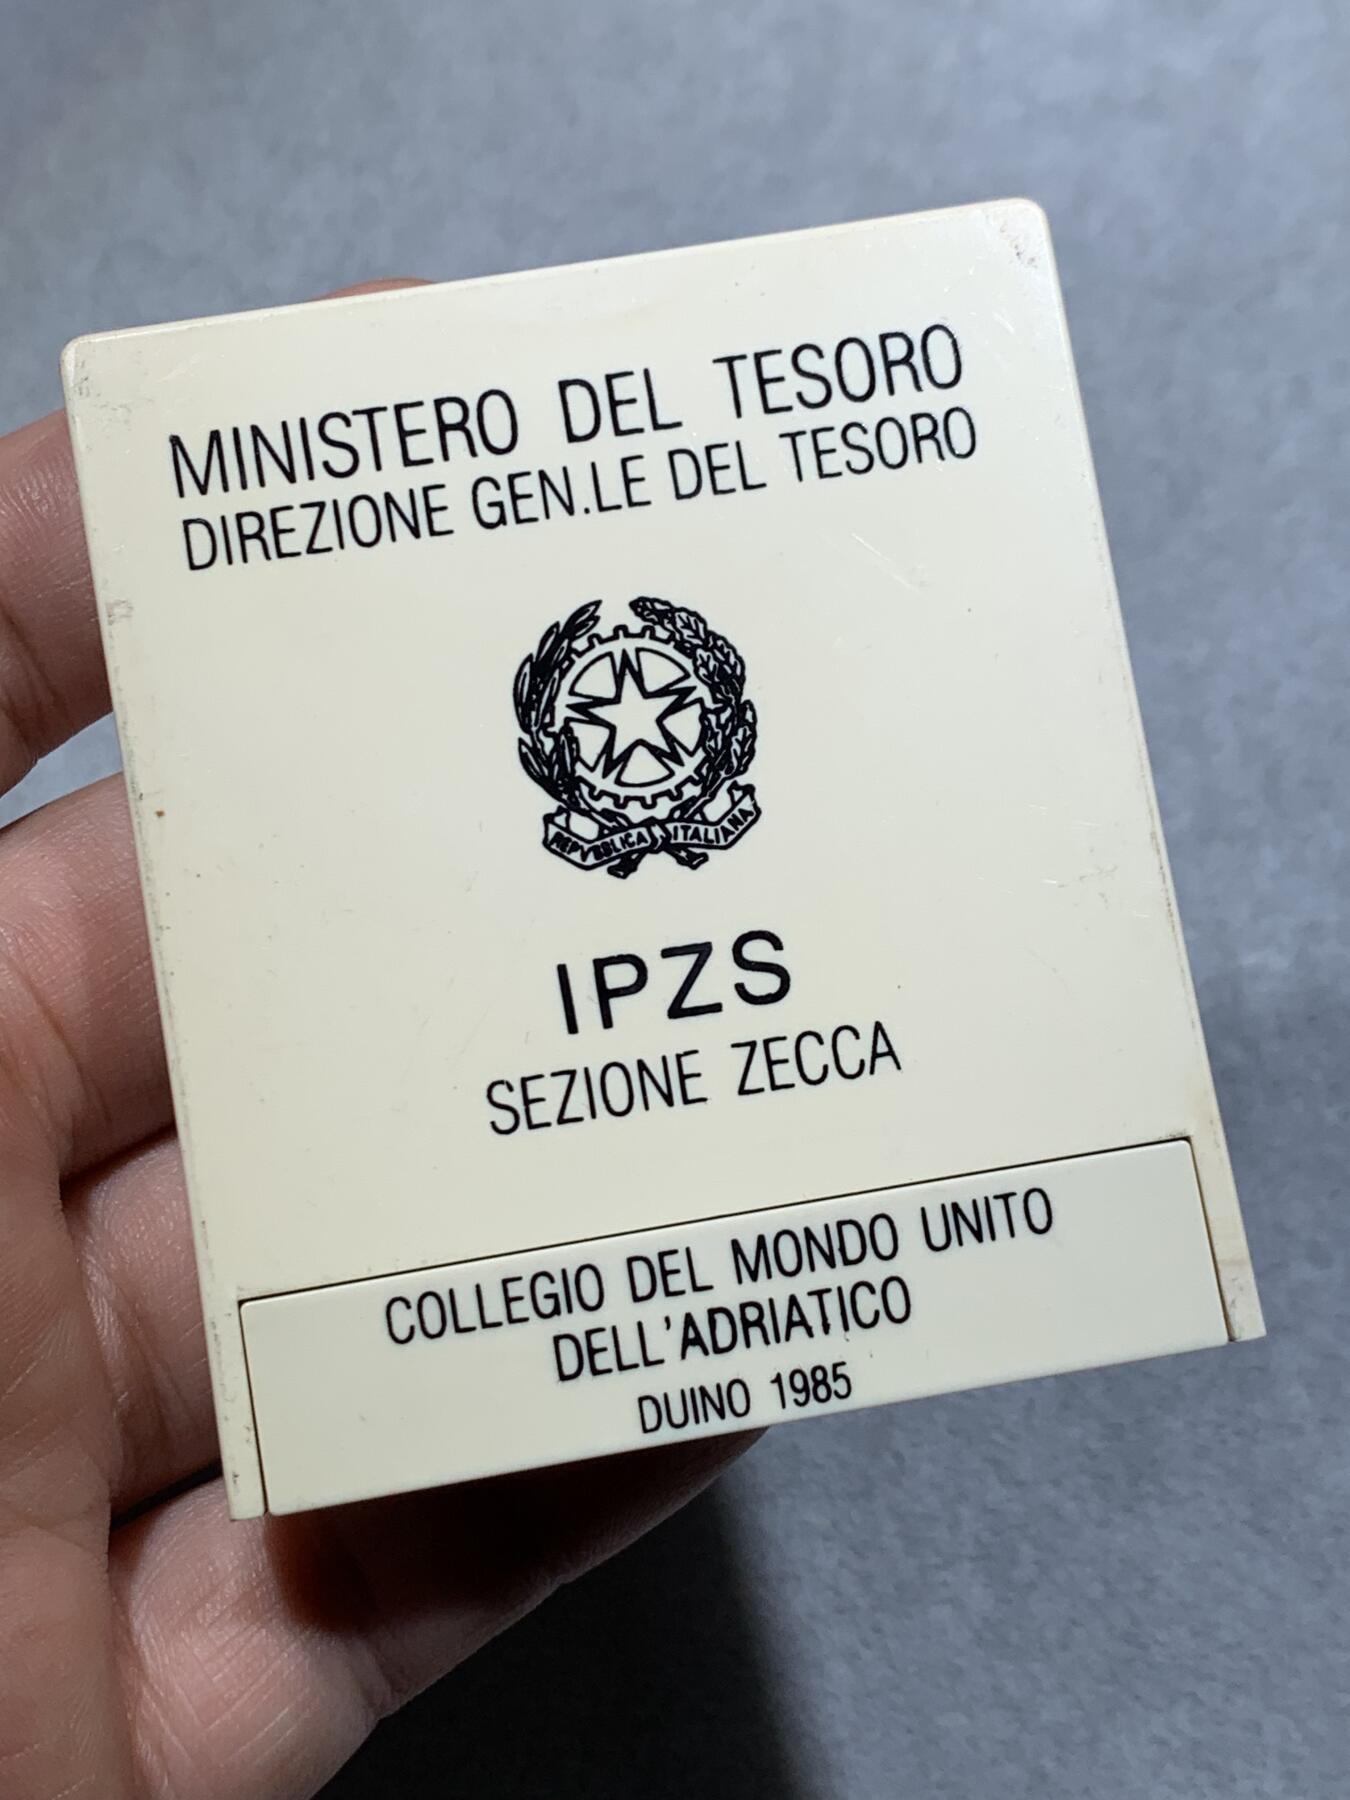 MINISTERO DEL TESORO
DIREZIONE GEN.LE DEL TESORO
REPVBBLICA ITALIANA
IPZS
SEZIONE ZECCA
COLLEGIO DEL MONDO UNITO
DELL'ADRIATICO
DUINO 1985